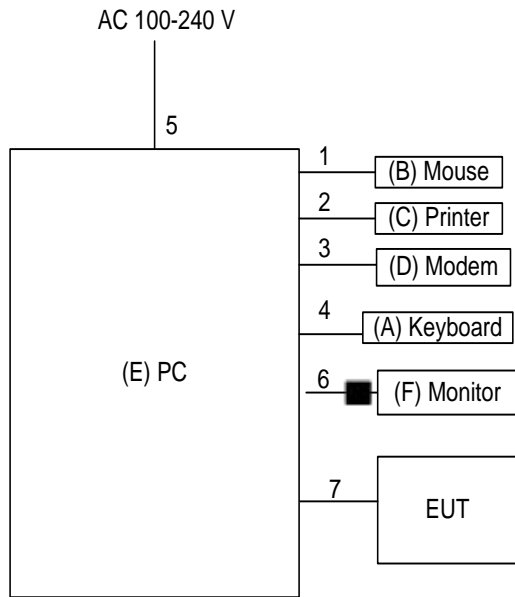 AC 100-240 V
5
1
(B) Mouse
2
(C) Printer
3
(D) Modem
4
(A) Keyboard
(E) PC
6
(F) Monitor
7
EUT